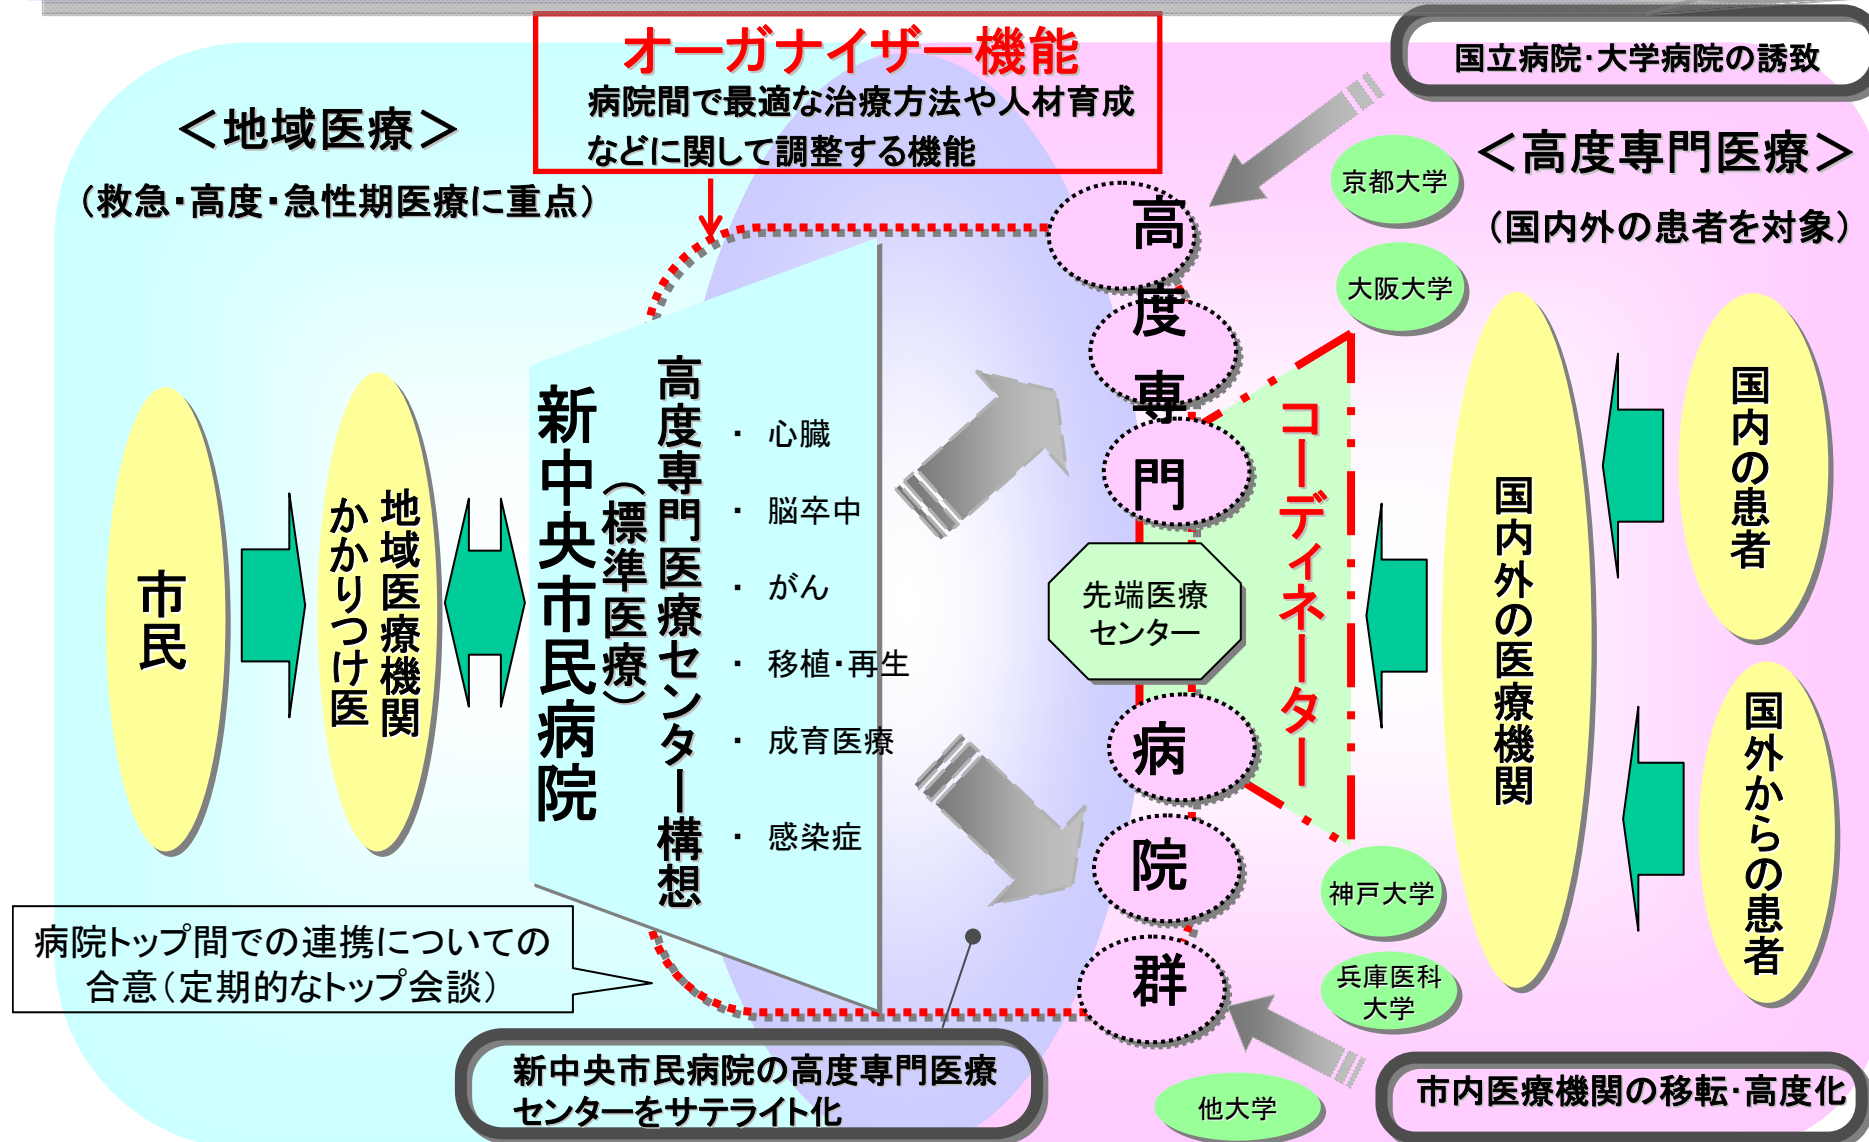 オーガナイザー機能
病院間で最適な治療方法や人材育成
などに関して調整する機能
国立病院・大学病院の誘致
＜地域医療＞
（救急・高度・急性期医療に重点）
＜高度専門医療＞
（国内外の患者を対象）
京都大学
大阪大学
市民
地域医療機関
かかりつけ医
新中央市民病院
（標準医療）
高度専門医療センター構想
・ 心臓
・ 脳卒中
・ がん
・ 移植・再生
・ 成育医療
・ 感染症
高度専門病院群
先端医療
センター
コーディネーター
国内外の医療機関
国内の患者
国外からの患者
神戸大学
兵庫医科
大学
他大学
病院トップ間での連携についての
合意（定期的なトップ会談）
新中央市民病院の高度専門医療
センターをサテライト化
市内医療機関の移転・高度化